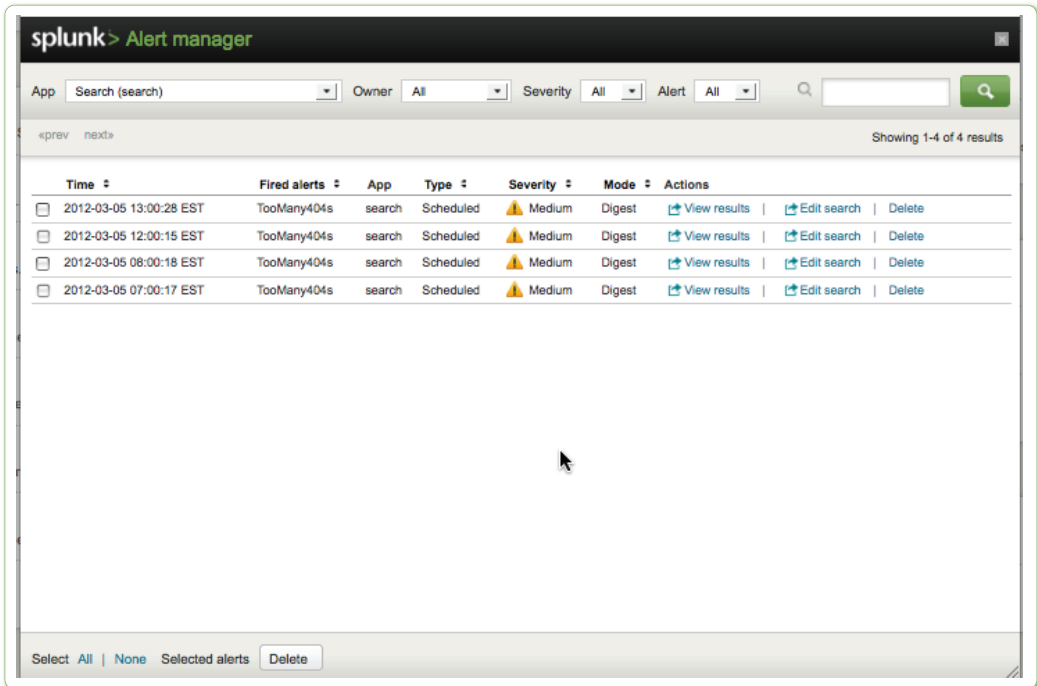 splunk> Alert manager
App Search (search) Owner All Severity All Alert All
«prev next» Showing 1-4 of 4 results
Time Fired alerts App Type Severity Mode Actions
2012-03-05 13:00:28 EST TooMany404s search Scheduled Medium Digest View results | Edit search | Delete
2012-03-05 12:00:15 EST TooMany404s search Scheduled Medium Digest View results | Edit search | Delete
2012-03-05 08:00:18 EST TooMany404s search Scheduled Medium Digest View results | Edit search | Delete
2012-03-05 07:00:17 EST TooMany404s search Scheduled Medium Digest View results | Edit search | Delete
Select All | None Selected alerts Delete